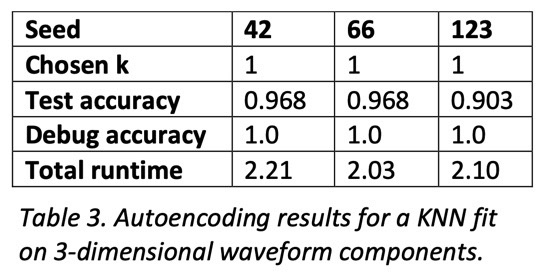 Seed 42 66 123
Chosen k 1 1 1
Test accuracy 0.968 0.968 0.903
Debug accuracy 1.0 1.0 1.0
Total runtime 2.21 2.03 2.10
Table 3. Autoencoding results for a KNN fit
on 3-dimensional waveform components.